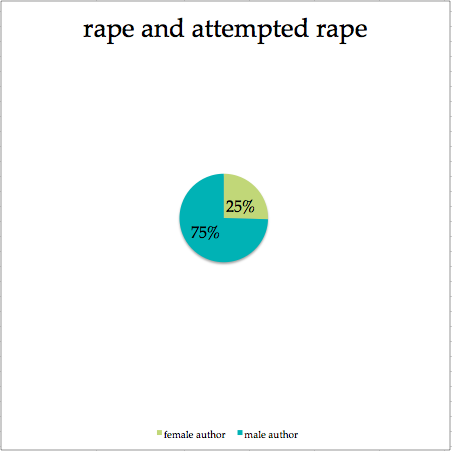 rape and attempted rape
25%
75%
female author
male author